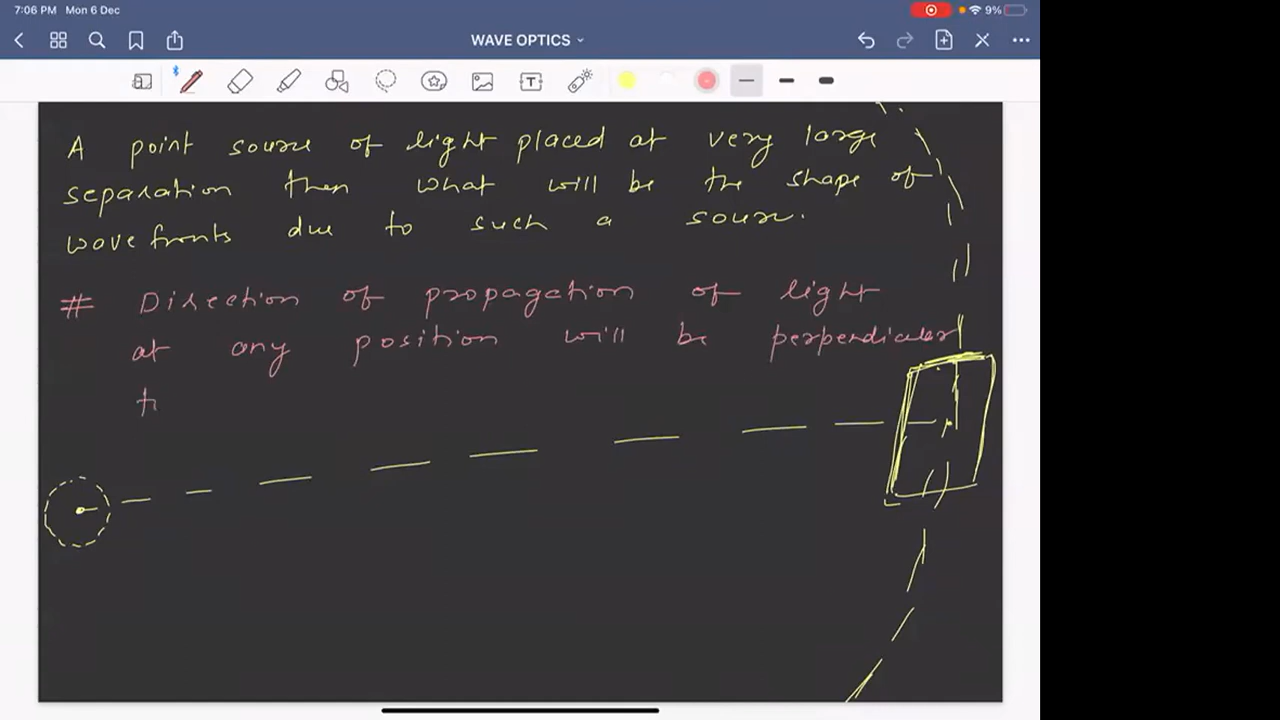 7:06 PM Mon 6 Dec
9%
WAVE OPTICS
A point source of light placed at very large
separation then what will be the shape of
wavefronts due to such a source.
# Direction of propagation of light
at any position will be perpendicular
t